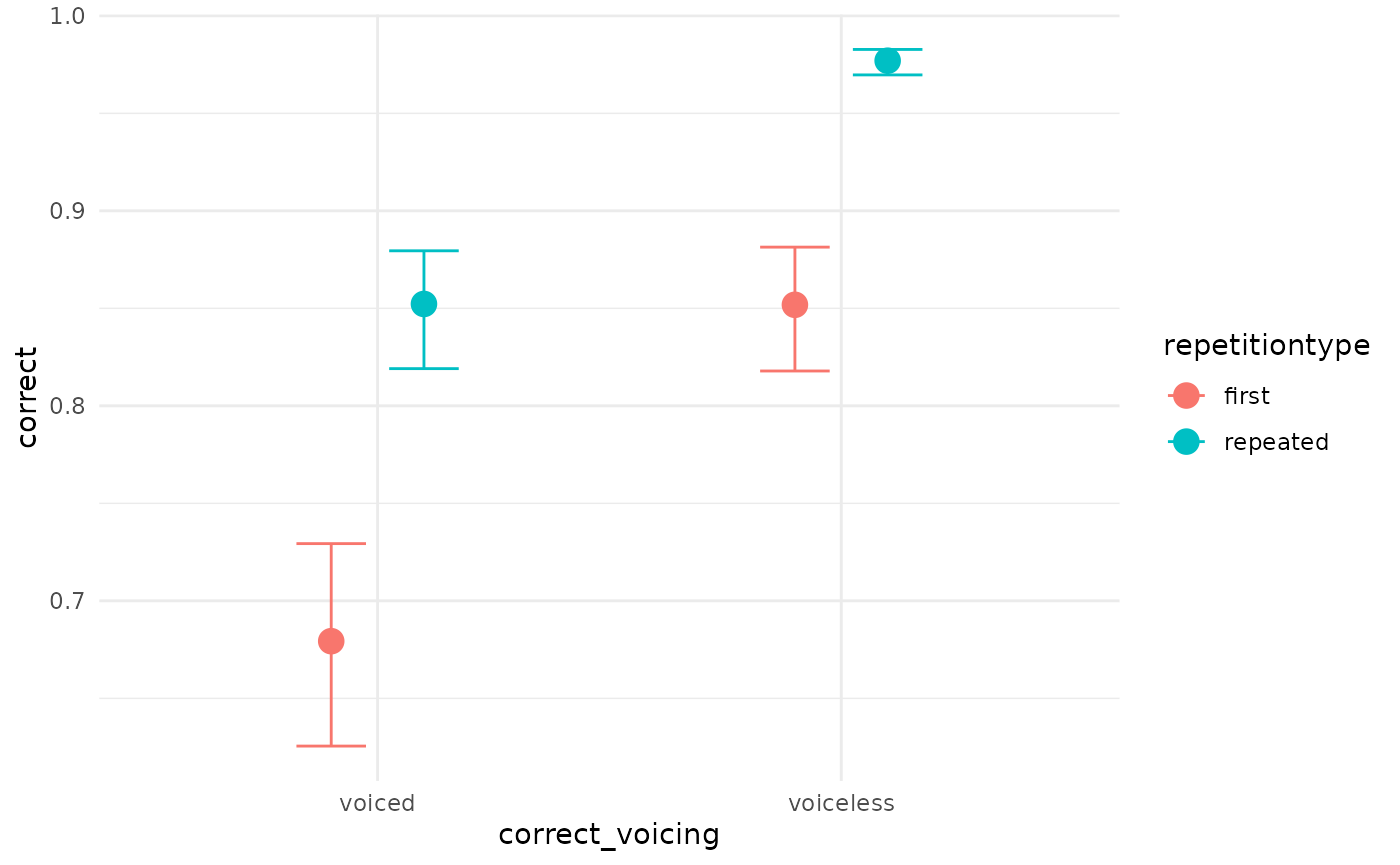 1.0
0.9
0.8
0.7
correct
voiced
voiceless
correct_voicing
repetitiontype
first
repeated